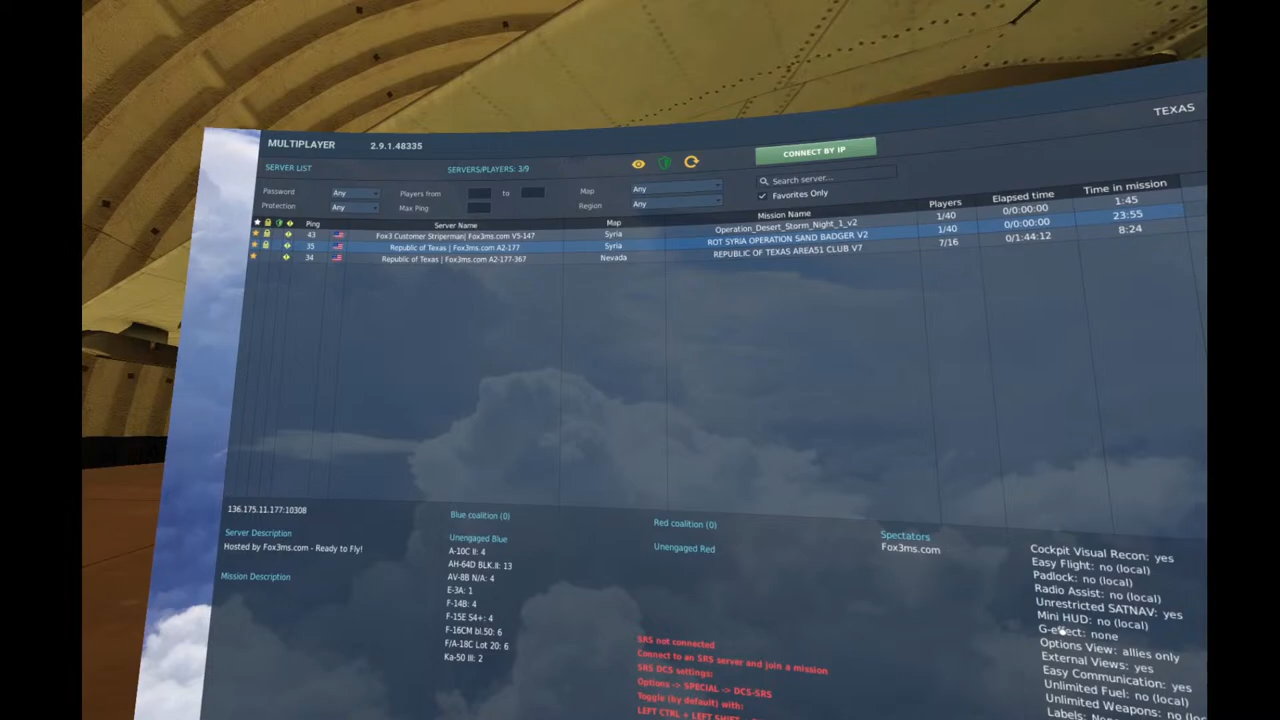 MULTIPLAYER 2.9.1.48335
TEXAS
CONNECT BY IP
SERVER LIST SERVERS/PLAYERS: 3/9
Search server...
Password Any Players from to Map Any
Favorites Only
Protection Any Max Ping Region Any
Ping Server Name Map Mission Name Players Elapsed time Time in mission
43 Fox3 Customer Striperman| Fox3ms.com V5-147 Syria Operation_Desert_Storm_Night_1_v2 1/40 0/0:00:00 1:45
35 Republic of Texas | Fox3ms.com A2-177 Syria ROT SYRIA OPERATION SAND BADGER V2 1/40 0/0:00:00 23:55
34 Republic of Texas | Fox3ms.com A2-177-367 Nevada REPUBLIC OF TEXAS AREA51 CLUB V7 7/16 0/1:44:12 8:24
136.175.11.177:10308
Server Description
Hosted by Fox3ms.com - Ready to Fly!
Mission Description
Blue coalition (0)
Unengaged Blue
A-10C II: 4
AH-64D BLK.II: 13
AV-8B N/A: 4
E-3A: 1
F-14B: 4
F-15E S4+: 4
F-16CM bl.50: 6
F/A-18C Lot 20: 6
Ka-50 III: 2
Red coalition (0)
Unengaged Red
SRS not connected
Connect to an SRS server and join a mission
SRS DCS settings:
Options -> SPECIAL -> DCS-SRS
Toggle (by default) with:
LEFT CTRL + LEFT SHIFT
Spectators
Fox3ms.com
Cockpit Visual Recon: yes
Easy Flight: no (local)
Padlock: no (local)
Radio Assist: no (local)
Unrestricted SATNAV: yes
Mini HUD: no (local)
G-effect: none
Options View: allies only
External Views: yes
Easy Communication: yes
Unlimited Fuel: no (local)
Unlimited Weapons: no
Labels: